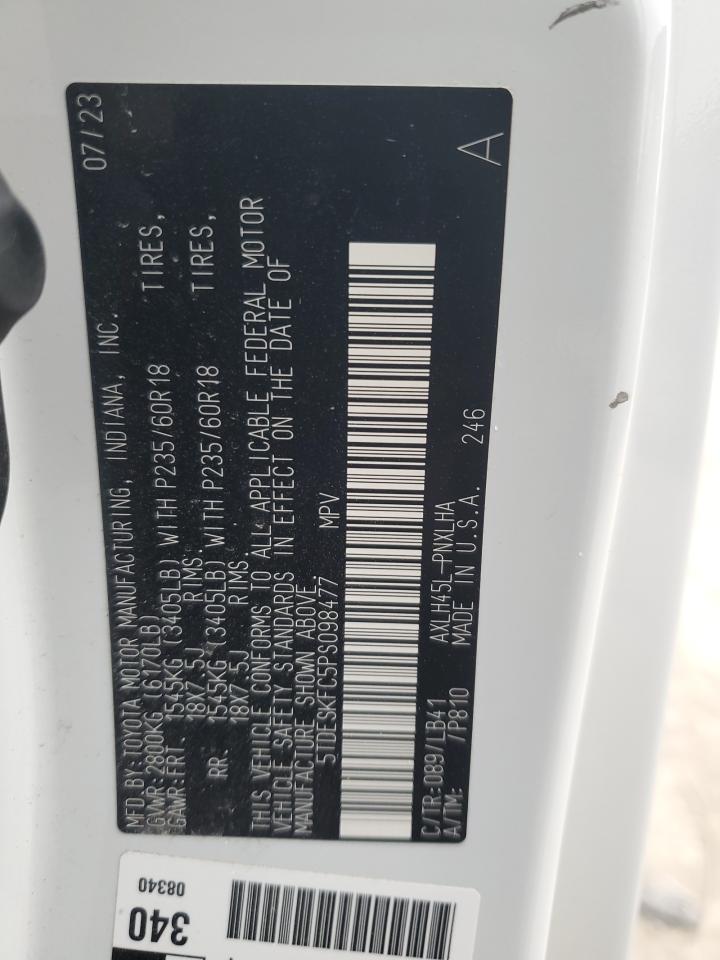 MFD.BY:TOYOTA MOTOR MANUFACTURING, INDIANA, INC. 07/23
GVWR:2800KG (6170LB)
GAWR:FRT 1545KG (3405LB) WITH P235/60R18 TIRES,
18X7.5J RIMS.
RR. 1545KG (3405LB) WITH P235/60R18 TIRES,
18X7.5J RIMS.
THIS VEHICLE CONFORMS TO ALL APPLICABLE FEDERAL MOTOR
VEHICLE SAFETY STANDARDS IN EFFECT ON THE DATE OF
MANUFACTURE SHOWN ABOVE.
5TDESKFC5PS098477 MPV
C/TR:089/LB41 AXLH45L-PNXLHA 246
A/TM: /P810 MADE IN U.S.A. A
08340
340